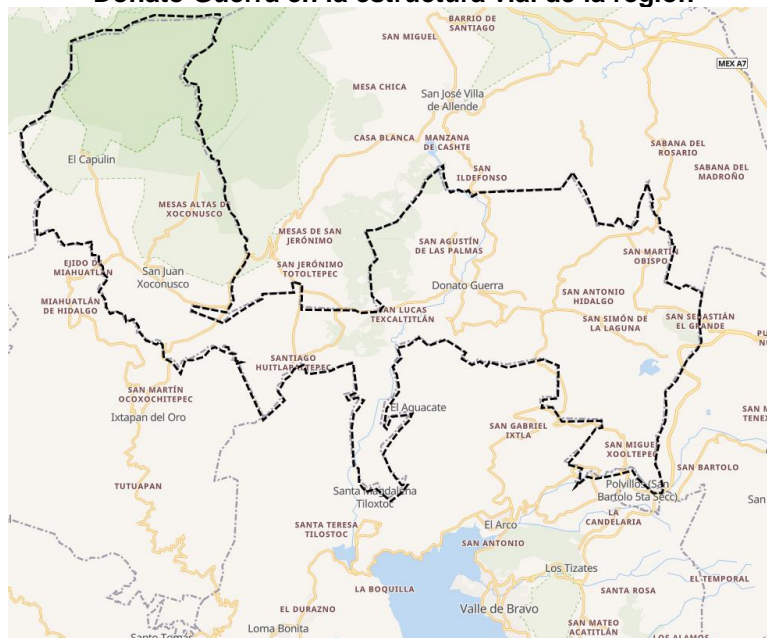 Donato Guerra en la estructura vial de la región
BARRIO DE
SANTIAGO
SAN MIGUEL
MEX A7
MESA CHICA
San José Villa
de Allende
CASA BLANCA
MANZANA
DE CASHTE
SABANA DEL
ROSARIO
El Capulin
SAN
ILDEFONSO
SABANA DEL
MADROÑO
MESAS ALTAS DE
XOCONUSCO
MESAS DE SAN
JERÓNIMO
SAN AGUSTÍN
DE LAS PALMAS
SAN MARTÍN
OBISPO
EJIDO DE
MIAHUATLÁN
San Juan
Xoconusco
SAN JERÓNIMO
TOTOLTEPEC
Donato Guerra
SAN ANTONIO
HIDALGO
MIAHUATLÁN
DE HIDALGO
SAN LUCAS
TEXCALTITLÁN
SAN SIMÓN DE
LA LAGUNA
SAN SEBASTIÁN
EL GRANDE
SANTIAGO
HUITLAPALTEPEC
SAN MARTÍN
OCOXOCHITEPEC
Ixtapan del Oro
El Aguacate
SAN GABRIEL
IXTLA
SAN MIGUEL
XOOLTEPEC
SAN BARTOLO
TUTUAPAN
Santa Magdalena
Tiloxtoc
Polvillos (San
Bartolo 5ta Secc)
SANTA TERESA
TILOSTOC
El Arco
LA
CANDELARIA
SAN ANTONIO
Los Tizates
EL TEMPORAL
LA BOQUILLA
SANTA ROSA
EL DURAZNO
Valle de Bravo
Loma Bonita
SAN MATEO
ACATITLÁN
Santo Tomas
LOS ALAMOS